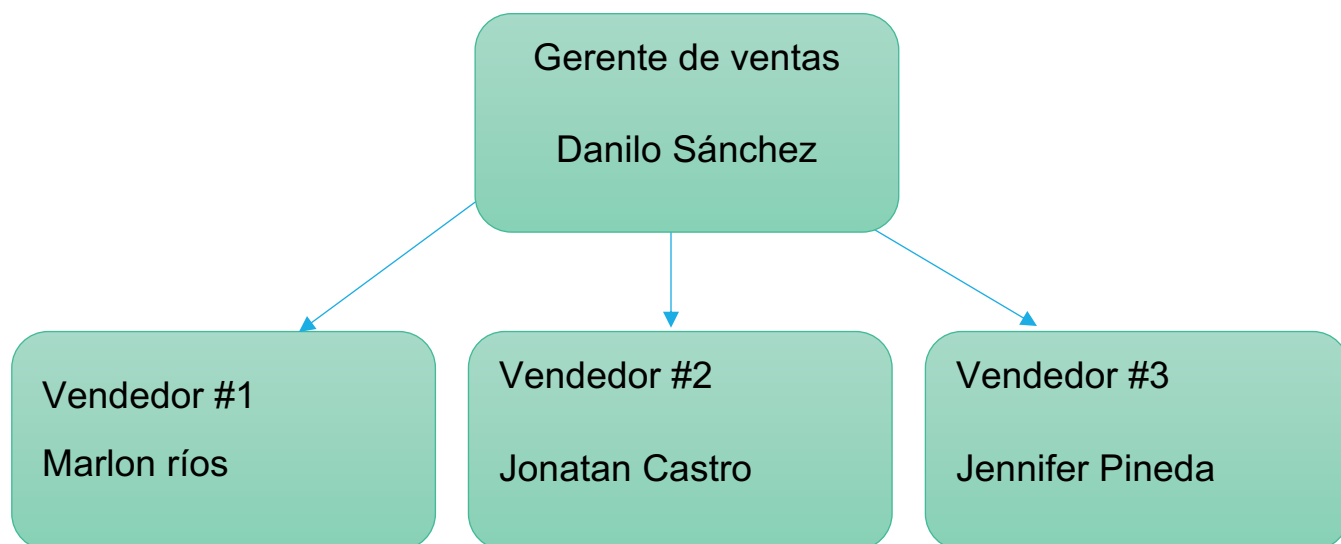 Gerente de ventas
Danilo Sánchez
Vendedor #1
Marlon ríos
Vendedor #2
Jonatan Castro
Vendedor #3
Jennifer Pineda